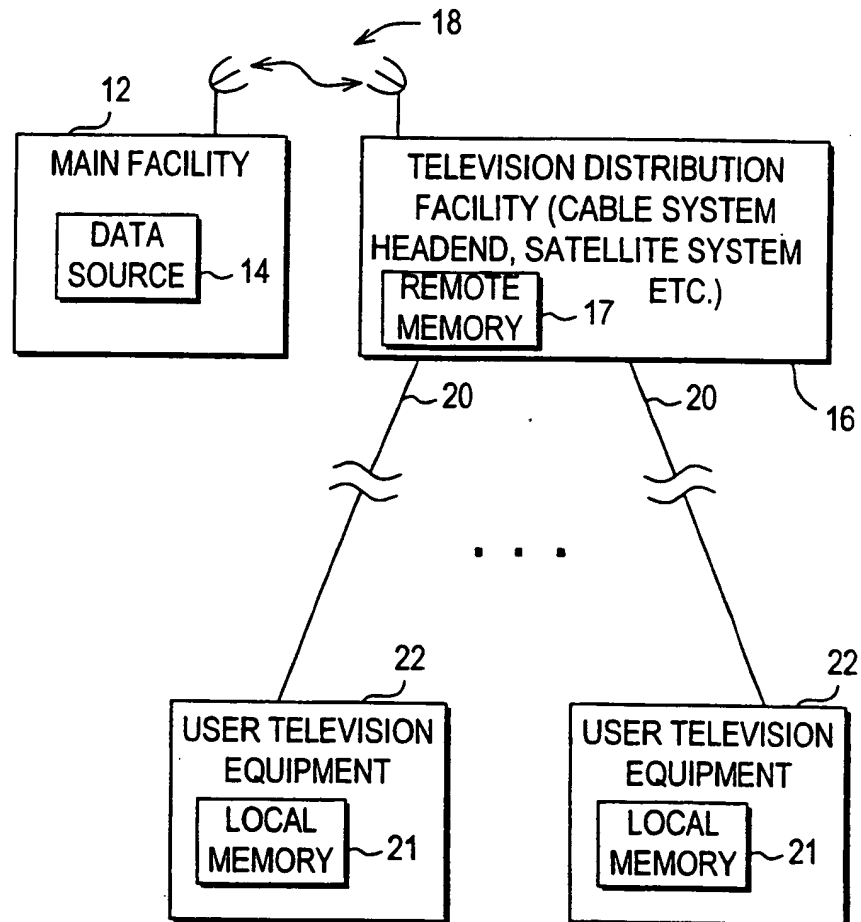 18
12
MAIN FACILITY
DATA
SOURCE
14
TELEVISION DISTRIBUTION
FACILITY (CABLE SYSTEM
HEADEND, SATELLITE SYSTEM
ETC.)
REMOTE
MEMORY
17
16
20
20
22
USER TELEVISION
EQUIPMENT
LOCAL
MEMORY
21
. . .
22
USER TELEVISION
EQUIPMENT
LOCAL
MEMORY
21